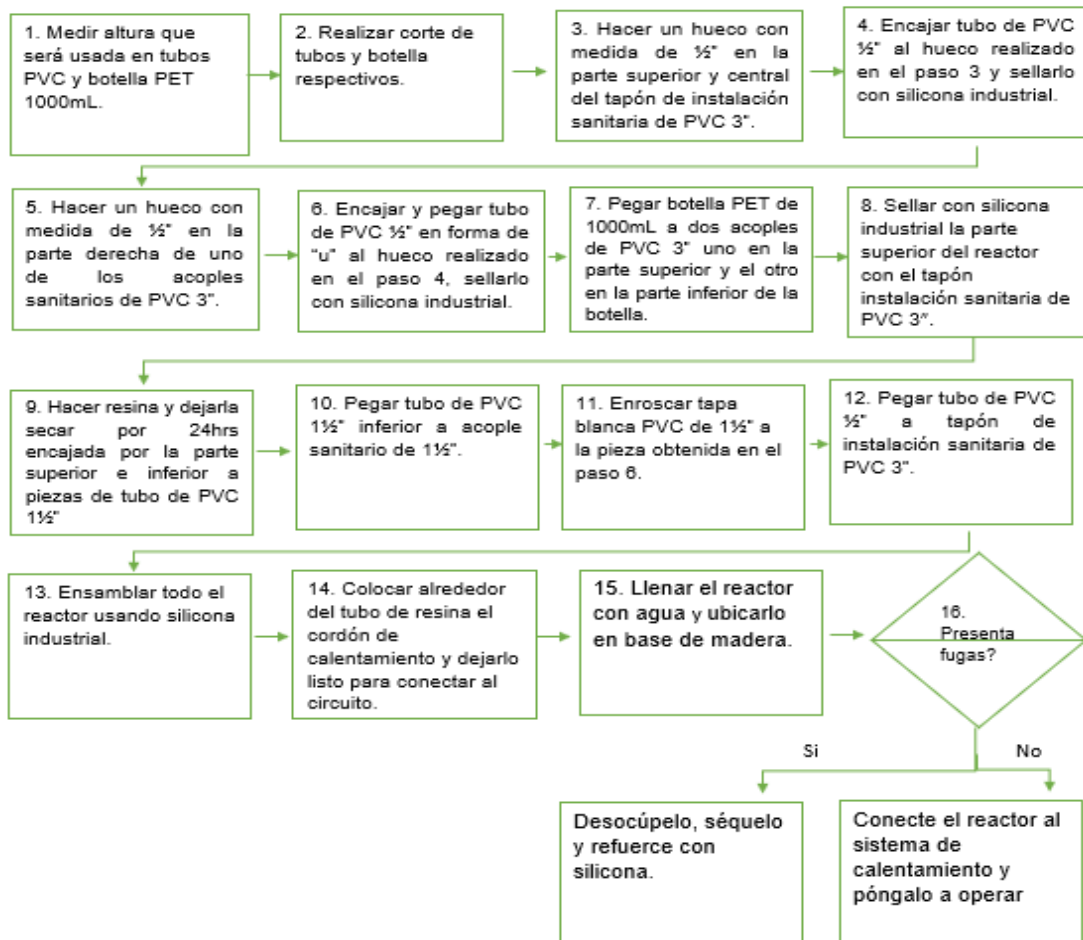 1. Medir altura que
será usada en tubos
PVC y botella PET
1000mL.
2. Realizar corte de
tubos y botella
respectivos.
3. Hacer un hueco con
medida de ½" en la
parte superior y central
del tapón de instalación
sanitaria de PVC 3".
4. Encajar tubo de PVC
½" al hueco realizado
en el paso 3 y sellarlo
con silicona industrial.
5. Hacer un hueco con
medida de ½" en la
parte derecha de uno
de los acoples
sanitarios de PVC 3".
6. Encajar y pegar tubo
de PVC ½" en forma de
"u" al hueco realizado
en el paso 4, sellarlo
con silicona industrial.
7. Pegar botella PET de
1000mL a dos acoples
de PVC 3" uno en la
parte superior y el otro
en la parte inferior de la
botella.
8. Sellar con silicona
industrial la parte
superior del reactor
con el tapón
instalación sanitaria de
PVC 3".
9. Hacer resina y dejarla
secar por 24hrs
encajada por la parte
superior e inferior a
piezas de tubo de PVC
1½"
10. Pegar tubo de PVC
1½" inferior a acople
sanitario de 1½".
11. Enroscar tapa
blanca PVC de 1½" a
la pieza obtenida en el
paso 6.
12. Pegar tubo de PVC
½" a tapón de
instalación sanitaria de
PVC 3".
13. Ensamblar todo el
reactor usando silicona
industrial.
14. Colocar alrededor
del tubo de resina el
cordón de
calentamiento y dejarlo
listo para conectar al
circuito.
15. Llenar el reactor
con agua y ubicarlo
en base de madera.
16.
Presenta
fugas?
Si
No
Desocúpelo, séquelo
y refuerce con
silicona.
Conecte el reactor al
sistema de
calentamiento y
póngalo a operar